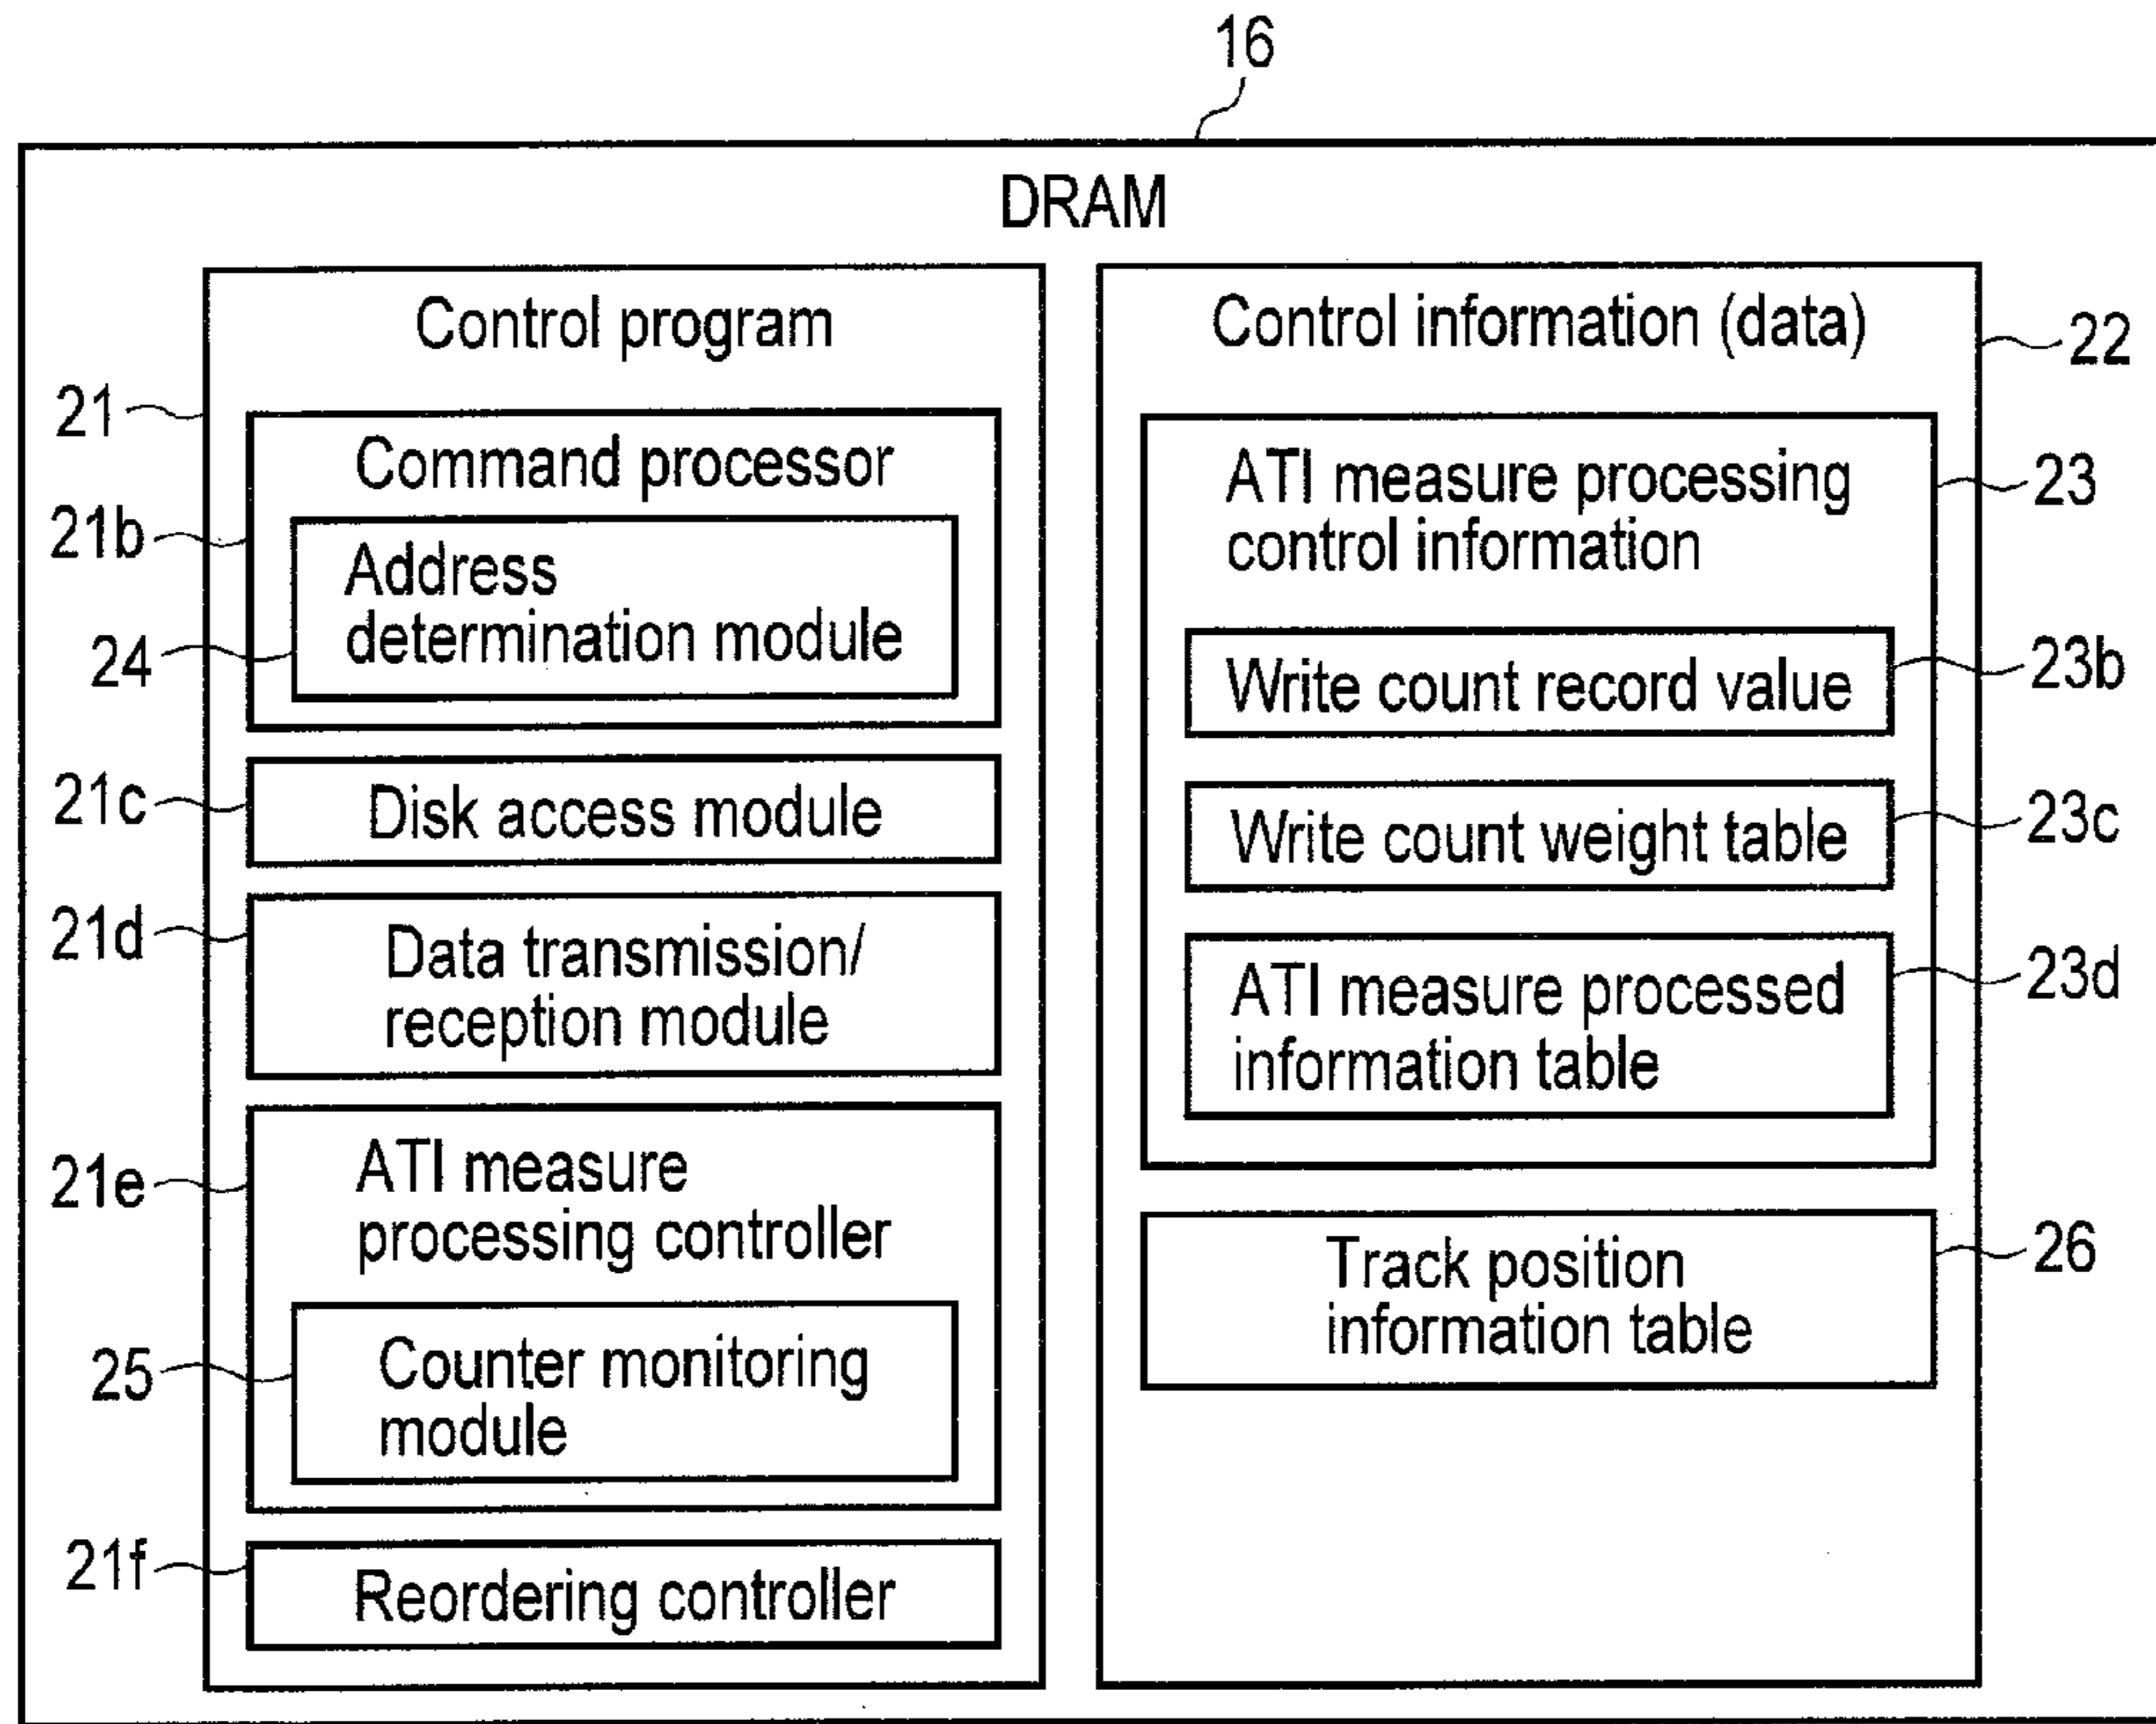 16
DRAM
Control program
21
Command processor
21b
Address
determination module
24
Disk access module
21c
Data transmission/
reception module
21d
ATI measure
processing controller
21e
Counter monitoring
module
25
Reordering controller
21f
Control information (data)
22
ATI measure processing
control information
23
Write count record value
23b
Write count weight table
23c
ATI measure processed
information table
23d
Track position
information table
26